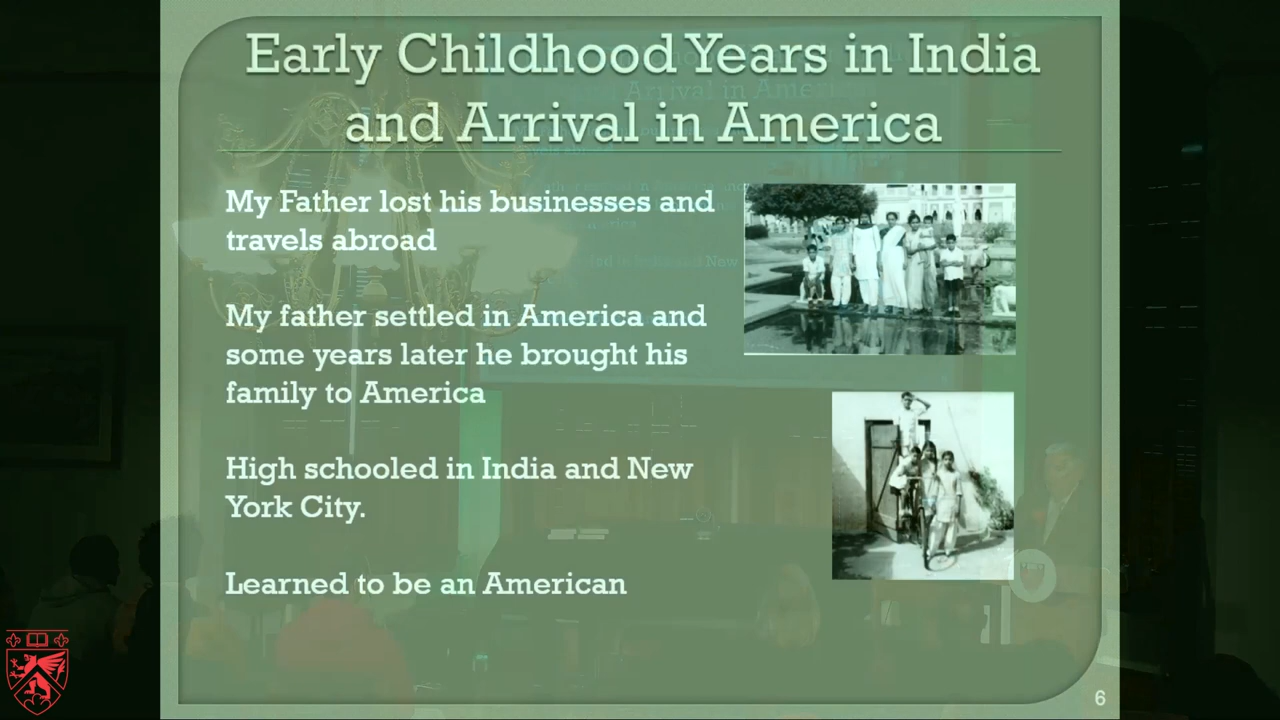 Early Childhood Years in India
and Arrival in America
My Father lost his businesses and
travels abroad
My father settled in America and
some years later he brought his
family to America
High schooled in India and New
York City.
Learned to be an American
6